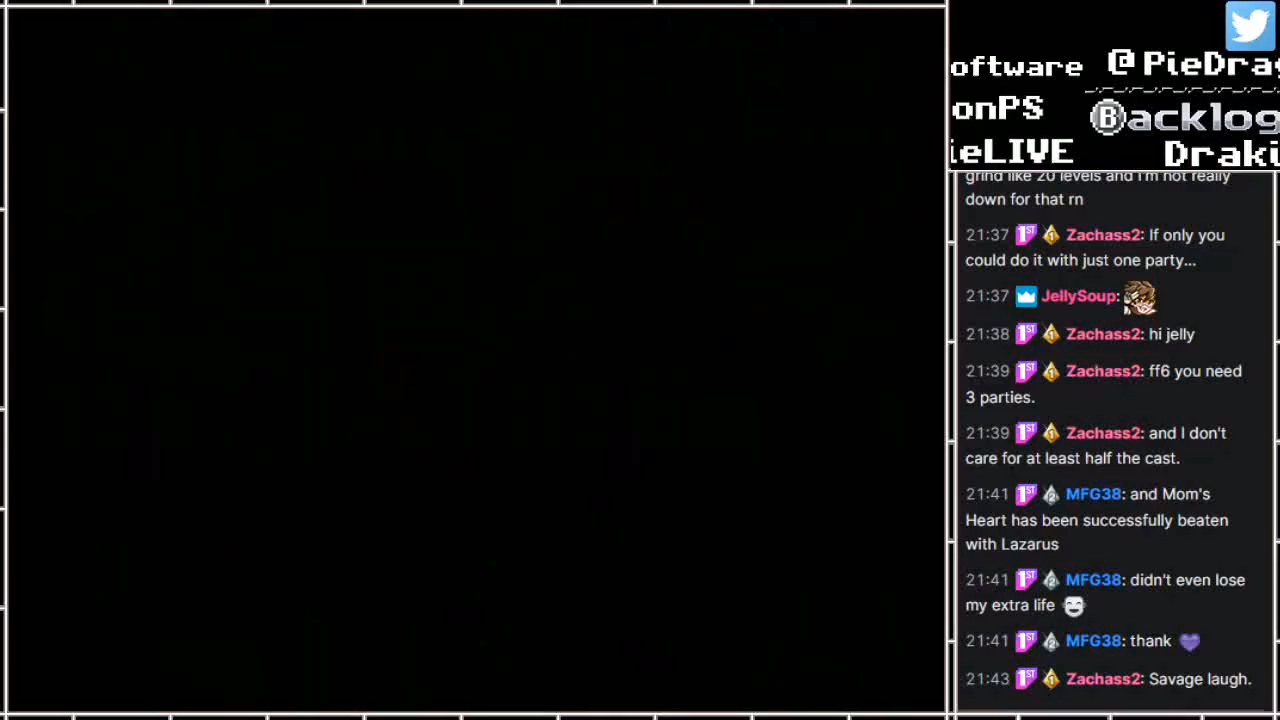 oftware @PieDra
onPS Backlog
ieLIVE Draki
grind like 20 levels and I'm not really
down for that rn
21:37 Zachass2: If only you
could do it with just one party...
21:37 JellySoup:
21:38 Zachass2: hi jelly
21:39 Zachass2: ff6 you need
3 parties.
21:39 Zachass2: and I don't
care for at least half the cast.
21:41 MFG38: and Mom's
Heart has been successfully beaten
with Lazarus
21:41 MFG38: didn't even lose
my extra life
21:41 MFG38: thank
21:43 Zachass2: Savage laugh.